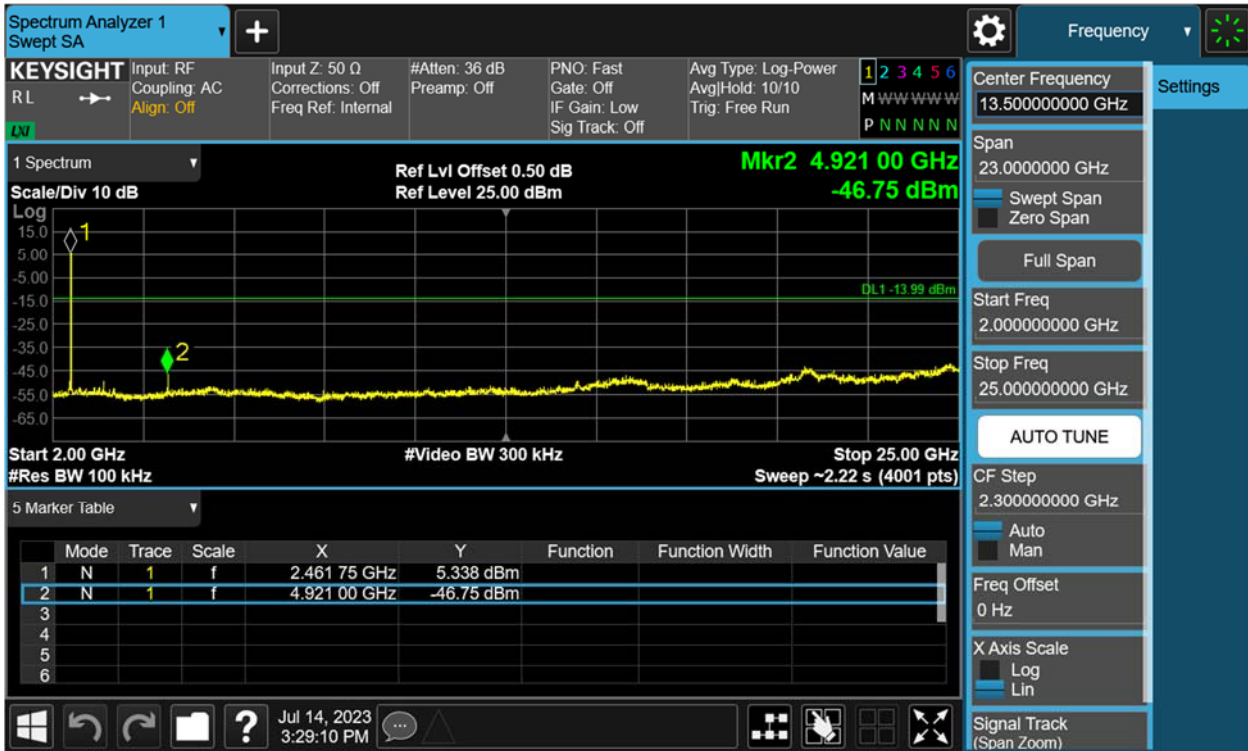 Spectrum Analyzer 1
Swept SA
+
Frequency
KEYSIGHT
RL
LXI
Input: RF
Coupling: AC
Align: Off
Input Z: 50 Ω
Corrections: Off
Freq Ref: Internal
#Atten: 36 dB
Preamp: Off
PNO: Fast
Gate: Off
IF Gain: Low
Sig Track: Off
Avg Type: Log-Power
Avg|Hold: 10/10
Trig: Free Run
1 2 3 4 5 6
M W W W W W
P N N N N N
1 Spectrum
Scale/Div 10 dB
Ref Lvl Offset 0.50 dB
Ref Level 25.00 dBm
Mkr2 4.921 00 GHz
-46.75 dBm
Log
15.0
5.00
-5.00
-15.0
-25.0
-35.0
-45.0
-55.0
-65.0
1
2
DL1 -13.99 dBm
Start 2.00 GHz
#Res BW 100 kHz
#Video BW 300 kHz
Stop 25.00 GHz
Sweep ~2.22 s (4001 pts)
5 Marker Table
Mode Trace Scale X Y Function Function Width Function Value
1 N 1 f 2.461 75 GHz 5.338 dBm
2 N 1 f 4.921 00 GHz -46.75 dBm
3
4
5
6
?
Jul 14, 2023
3:29:10 PM
Center Frequency
13.500000000 GHz
Span
23.0000000 GHz
Swept Span
Zero Span
Full Span
Start Freq
2.000000000 GHz
Stop Freq
25.000000000 GHz
AUTO TUNE
CF Step
2.300000000 GHz
Auto
Man
Freq Offset
0 Hz
X Axis Scale
Log
Lin
Signal Track
(Span Zoom)
Settings